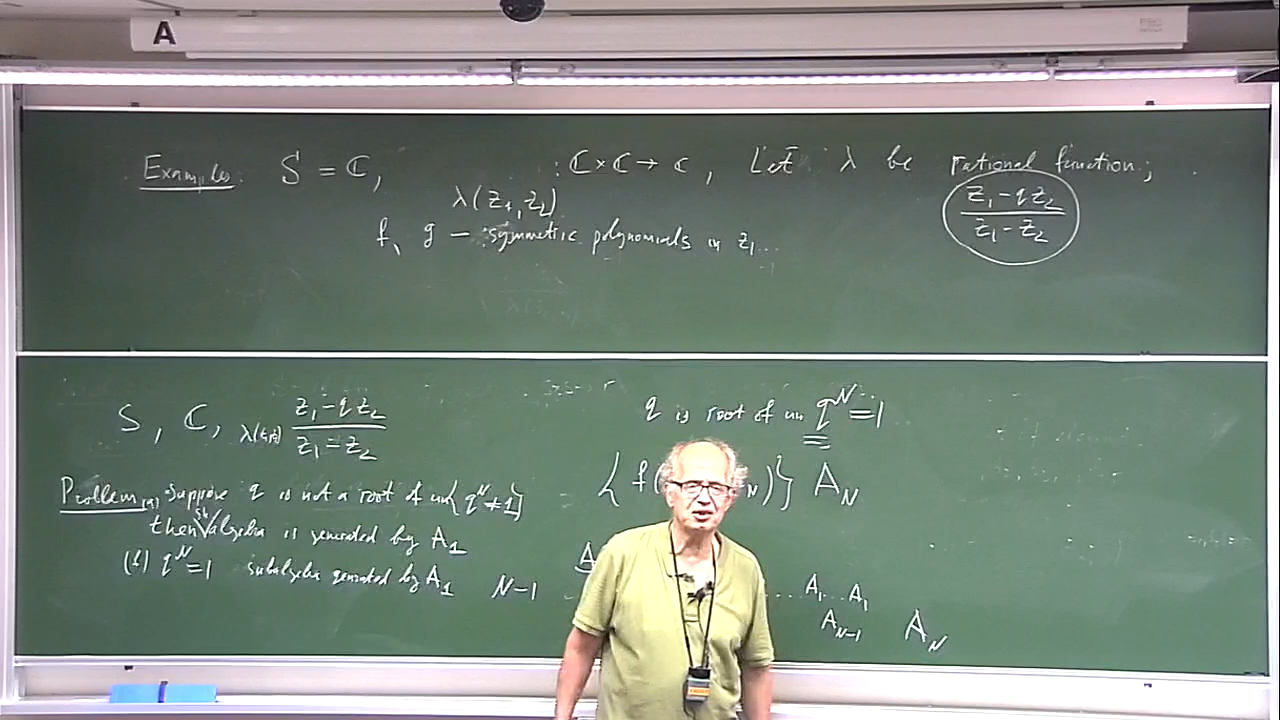 A
Examples: S = ℂ, : ℂ×ℂ→ℂ, Let λ be rational function;
λ(z₁, z₂) (z₁ - q z₂)/(z₁ - z₂)
f, g — symmetric polynomials in z₁...
S, ℂ, (z₁ - q z₂)/(z₁ - z₂) q is root of un q^N = 1
Problem (a) Suppose q is not a root of un{q^N ≠ 1} {f( N)} A_N
then sh algebra is generated by A₁
(b) q^N = 1 subalgebra generated by A₁ N-1 A ... A₁...A₁
A_{N-1} A_N